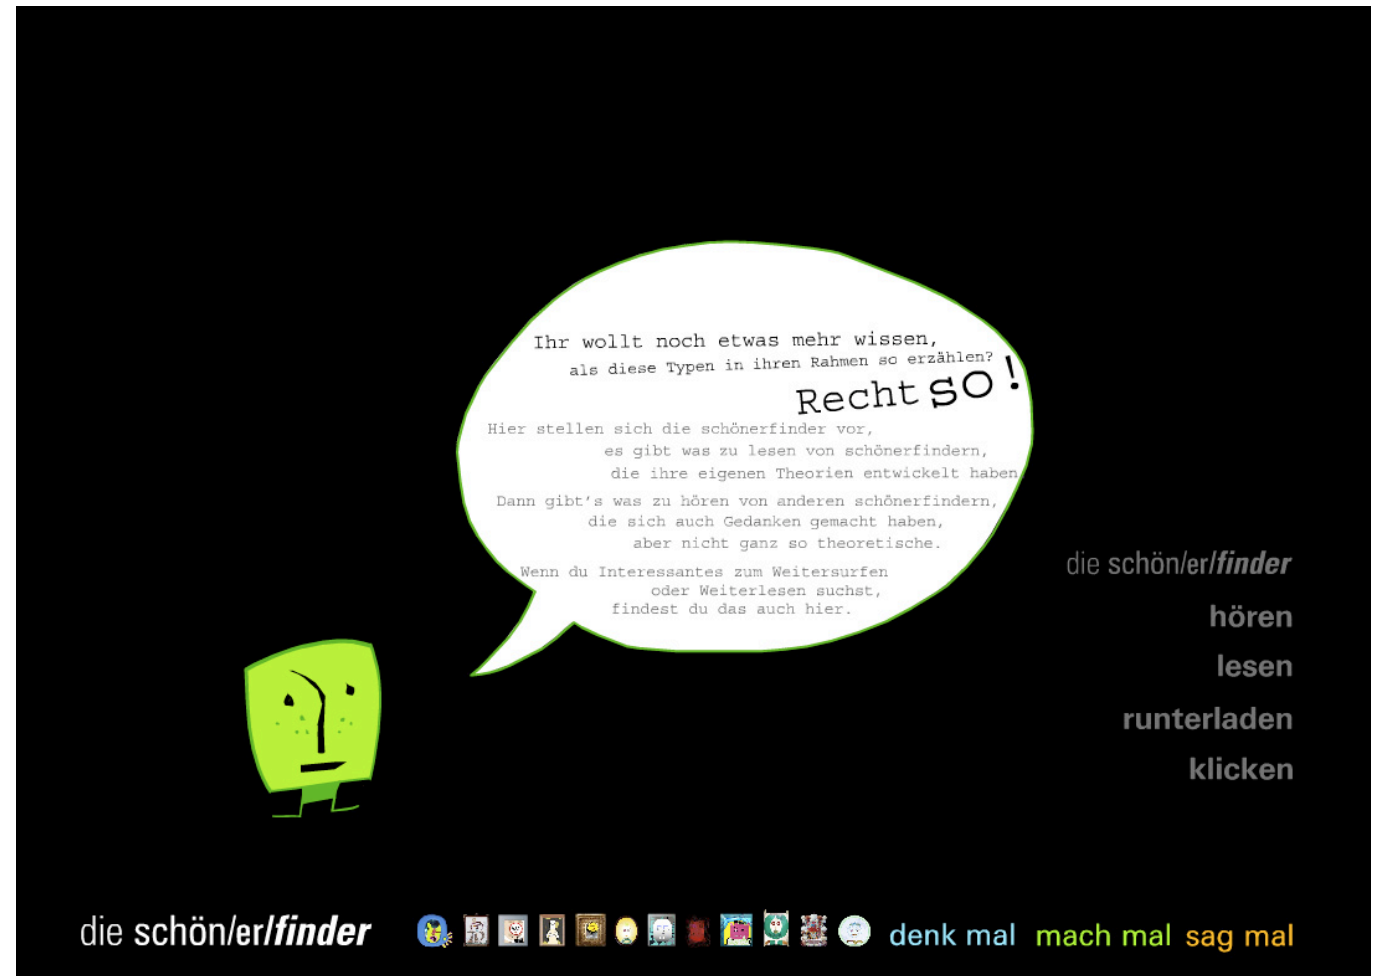 Ihr wollt noch etwas mehr wissen,
als diese Typen in ihren Rahmen so erzählen?
Recht so!
Hier stellen sich die schönerfinder vor,
es gibt was zu lesen von schönerfindern,
die ihre eigenen Theorien entwickelt haben
Dann gibt's was zu hören von anderen schönerfindern,
die sich auch Gedanken gemacht haben,
aber nicht ganz so theoretische.
Wenn du Interessantes zum Weitersurfen
oder Weiterlesen suchst,
findest du das auch hier.
die schön/er/finder
hören
lesen
runterladen
klicken
die schön/er/finder
denk mal mach mal sag mal